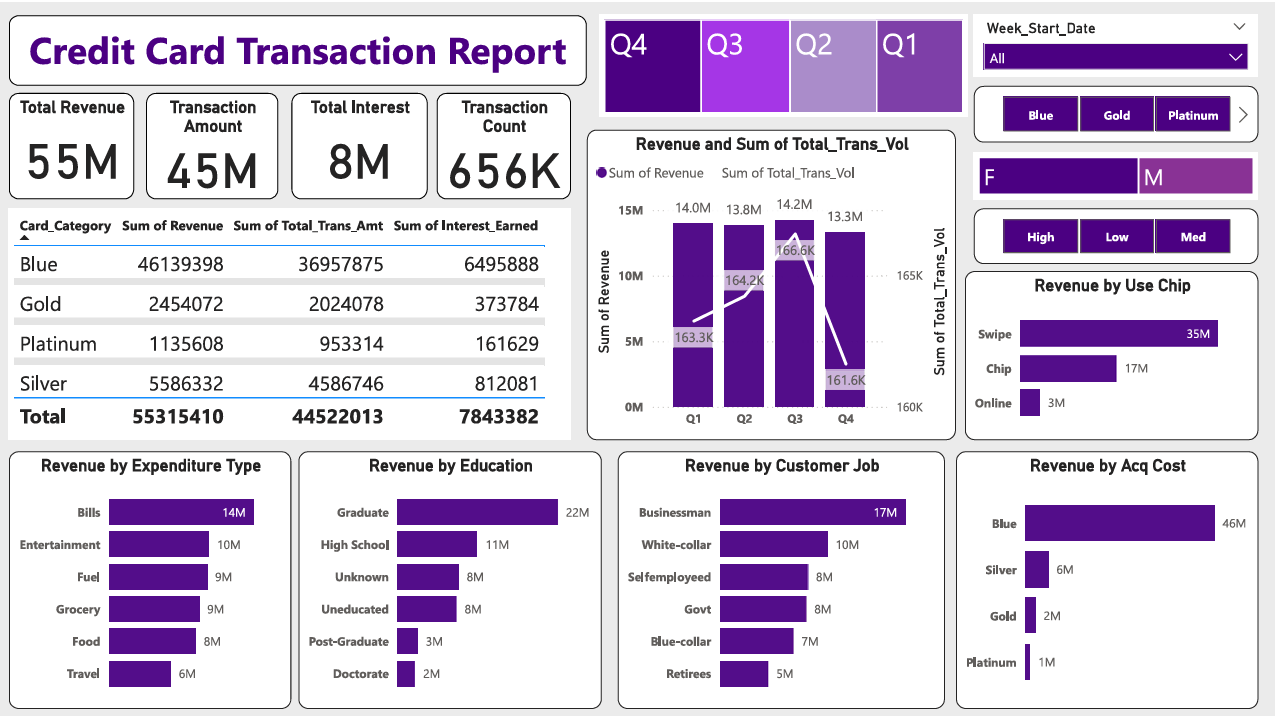 Credit Card Transaction Report
Q4 Q3 Q2 Q1
Week_Start_Date
All
Blue Gold Platinum
F M
High Low Med
Total Revenue
55M
Transaction
Amount
45M
Total Interest
8M
Transaction
Count
656K
Card_Category Sum of Revenue Sum of Total_Trans_Amt Sum of Interest_Earned
Blue 46139398 36957875 6495888
Gold 2454072 2024078 373784
Platinum 1135608 953314 161629
Silver 5586332 4586746 812081
Total 55315410 44522013 7843382
Revenue and Sum of Total_Trans_Vol
Sum of Revenue Sum of Total_Trans_Vol
Sum of Revenue
15M
10M
5M
0M
14.0M 13.8M 14.2M 13.3M
163.3K 164.2K 166.6K 161.6K
Q1 Q2 Q3 Q4
165K
160K
Sum of Total_Trans_Vol
Revenue by Use Chip
Swipe 35M
Chip 17M
Online 3M
Revenue by Expenditure Type
Bills 14M
Entertainment 10M
Fuel 9M
Grocery 9M
Food 8M
Travel 6M
Revenue by Education
Graduate 22M
High School 11M
Unknown 8M
Uneducated 8M
Post-Graduate 3M
Doctorate 2M
Revenue by Customer Job
Businessman 17M
White-collar 10M
Selfemployeed 8M
Govt 8M
Blue-collar 7M
Retirees 5M
Revenue by Acq Cost
Blue 46M
Silver 6M
Gold 2M
Platinum 1M